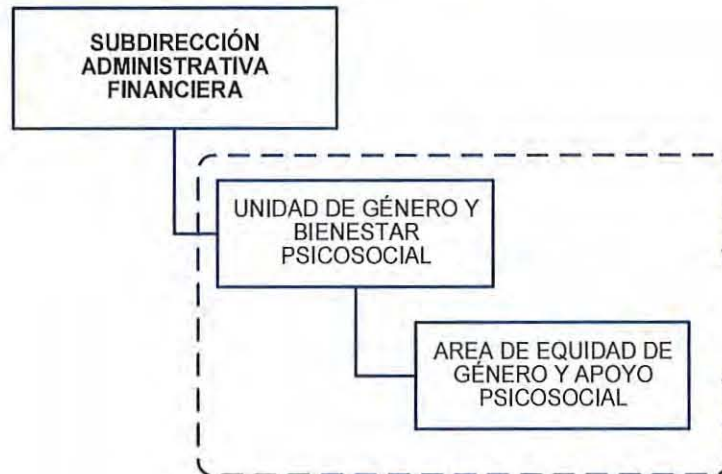 SUBDIRECCIÓN
ADMINISTRATIVA
FINANCIERA
UNIDAD DE GÉNERO Y
BIENESTAR
PSICOSOCIAL
AREA DE EQUIDAD DE
GÉNERO Y APOYO
PSICOSOCIAL